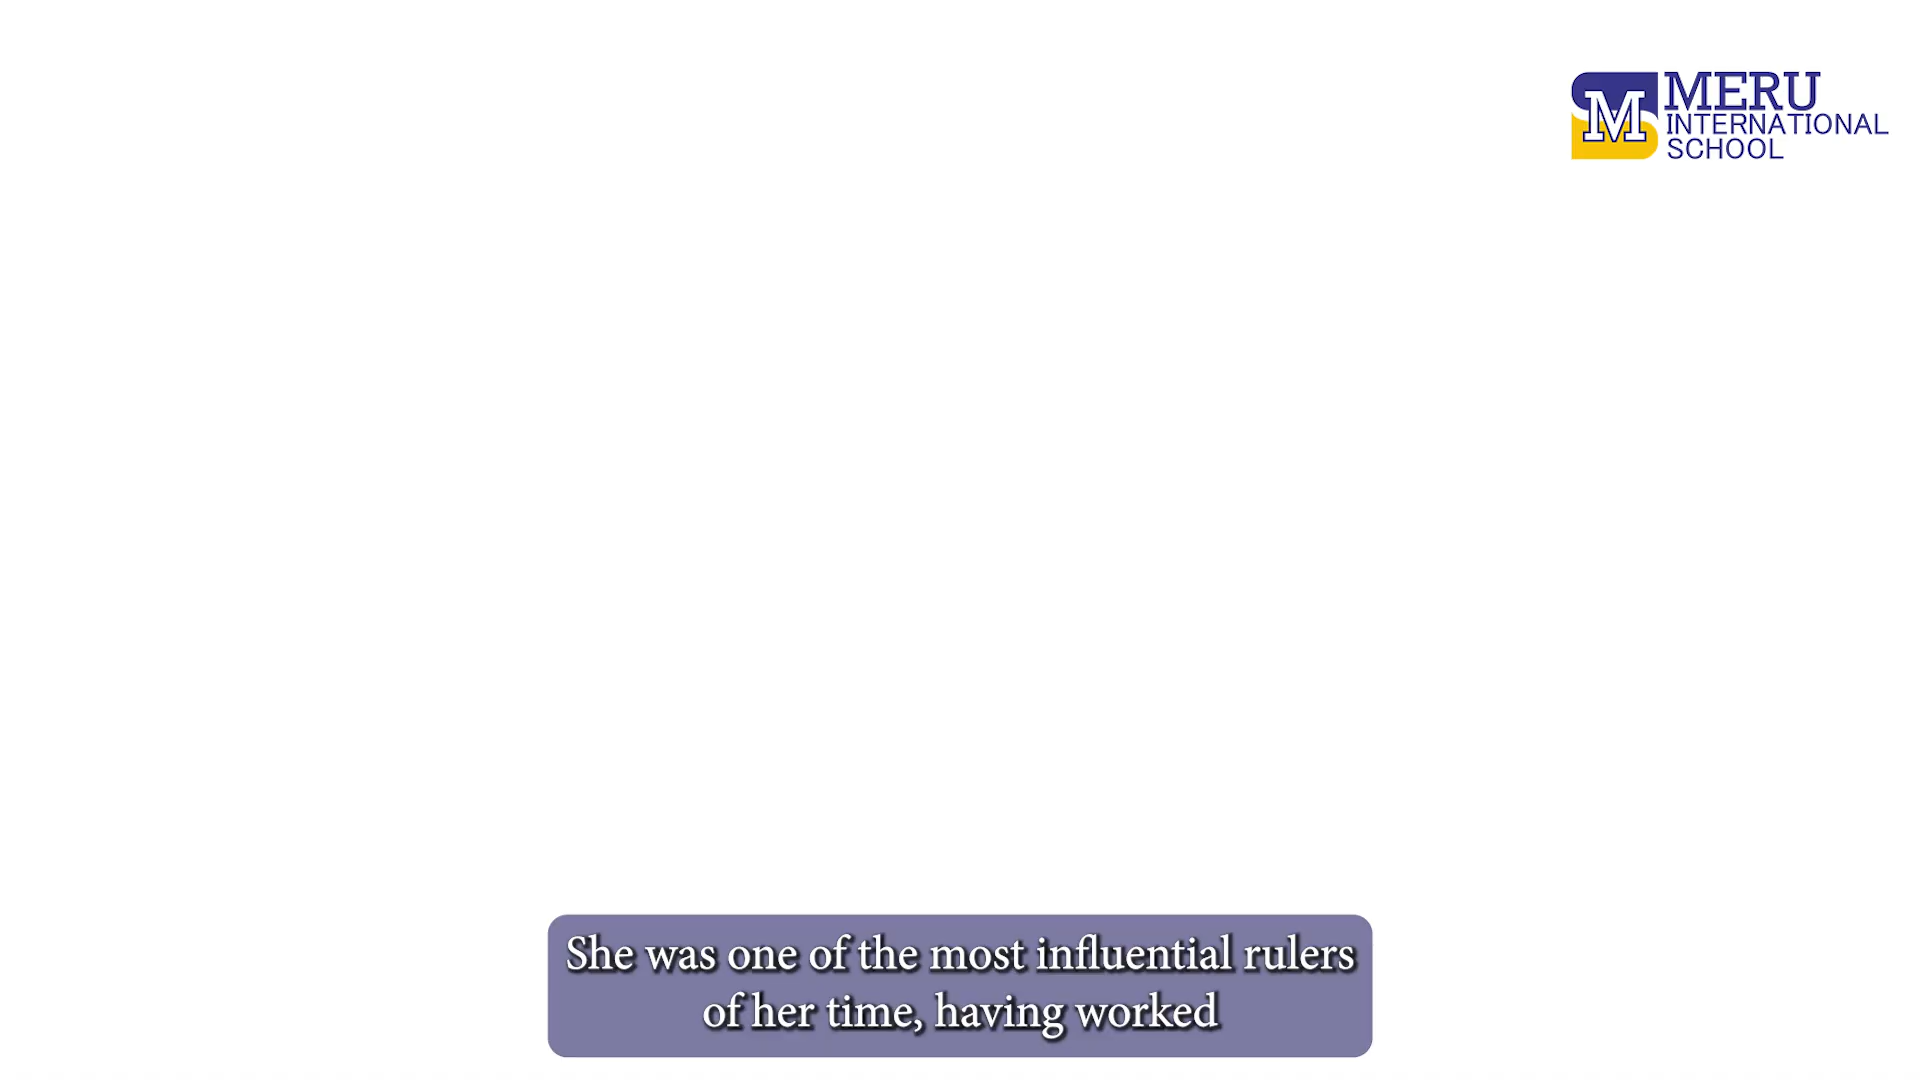 MERU
INTERNATIONAL
SCHOOL
She was one of the most influential rulers
of her time, having worked